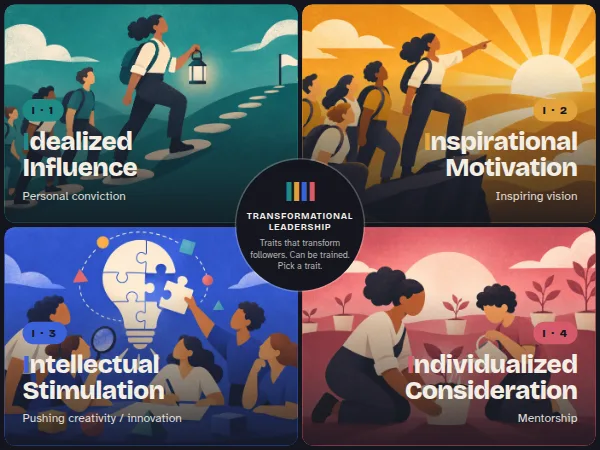 I · 1
Idealized
Influence
Personal conviction
I · 2
Inspirational
Motivation
Inspiring vision
TRANSFORMATIONAL
LEADERSHIP
Traits that transform
followers. Can be trained.
Pick a trait.
I · 3
Intellectual
Stimulation
Pushing creativity / innovation
I · 4
Individualized
Consideration
Mentorship